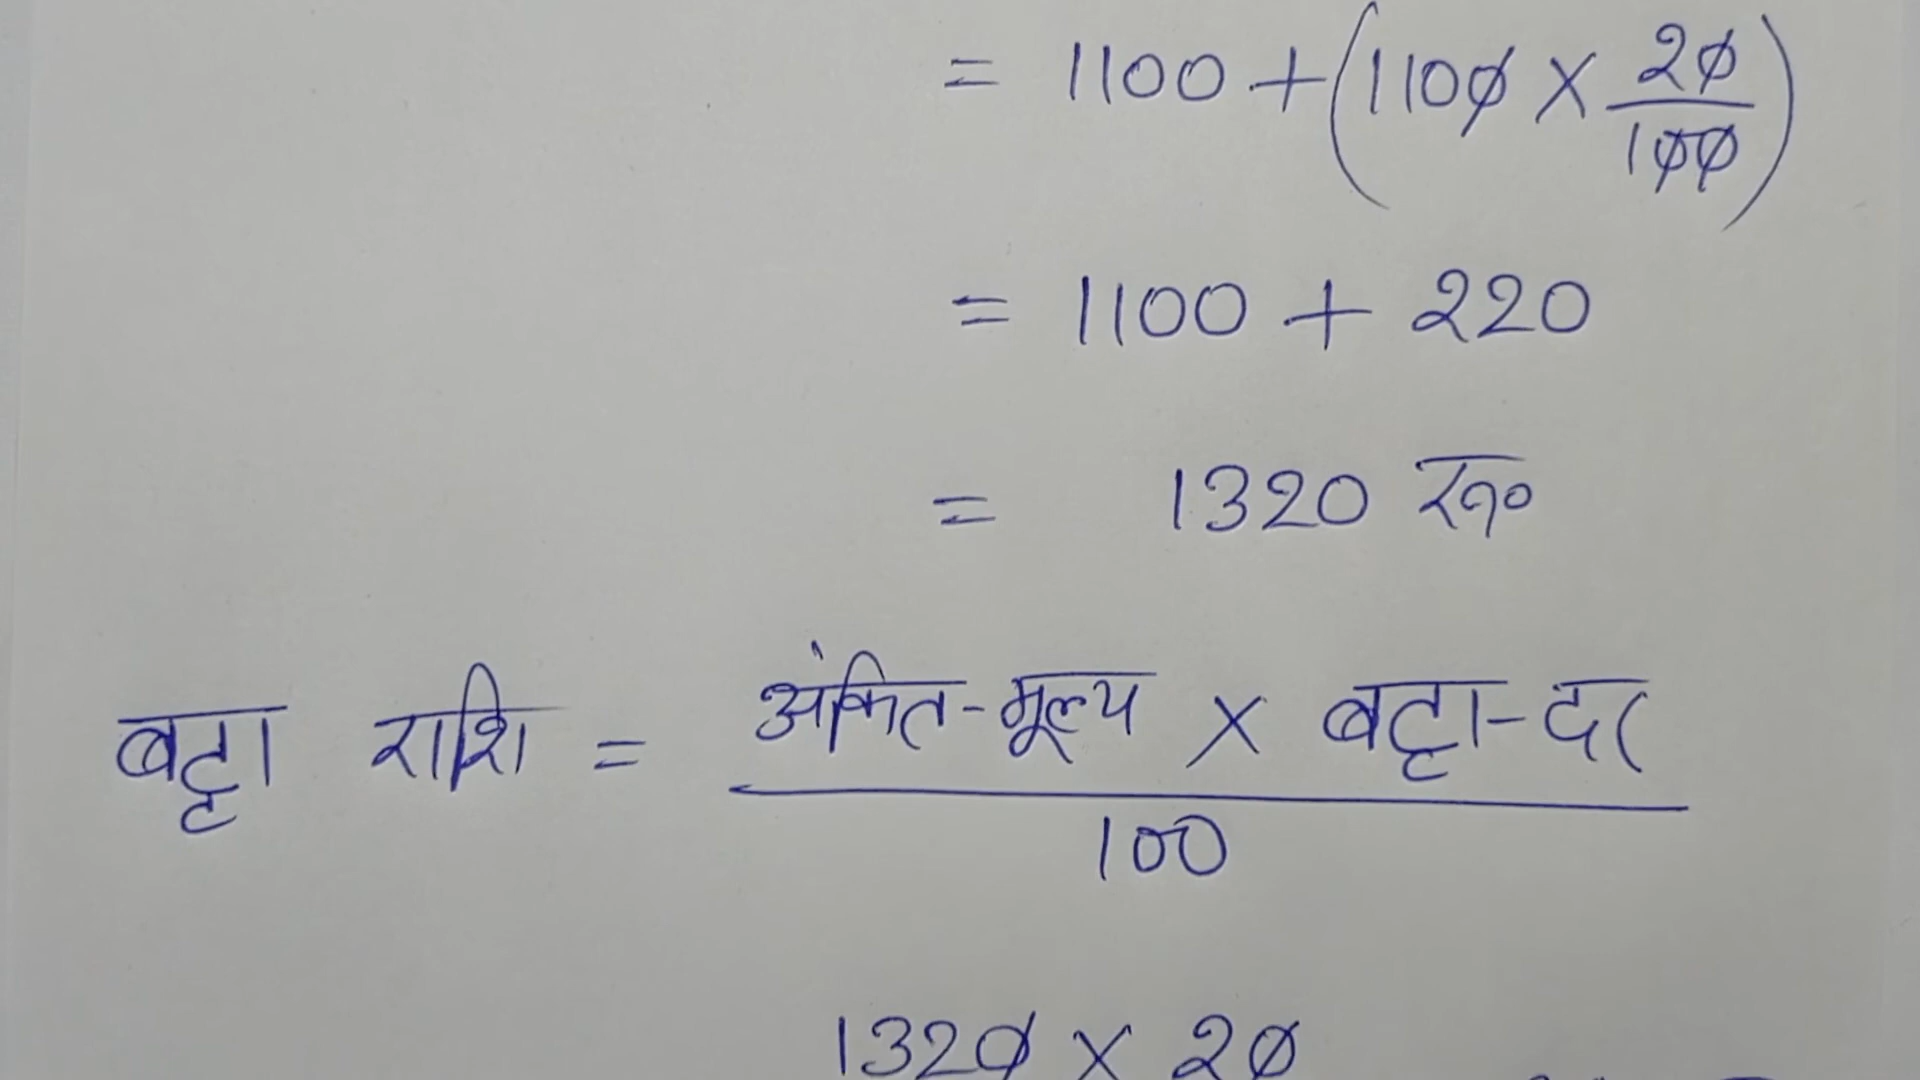 = 1100 + (1100 × 20/100)
= 1100 + 220
= 1320 रू०
बट्टा राशि = अंकित-मूल्य × बट्टा-दर / 100
1320 × 20